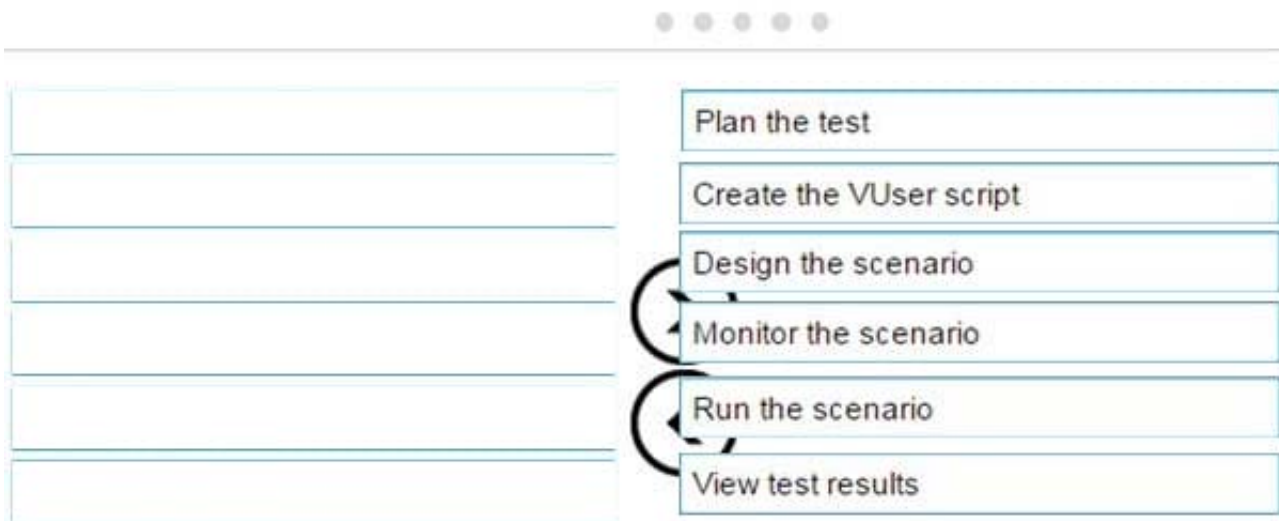 Plan the test
Create the VUser script
Design the scenario
Monitor the scenario
Run the scenario
View test results